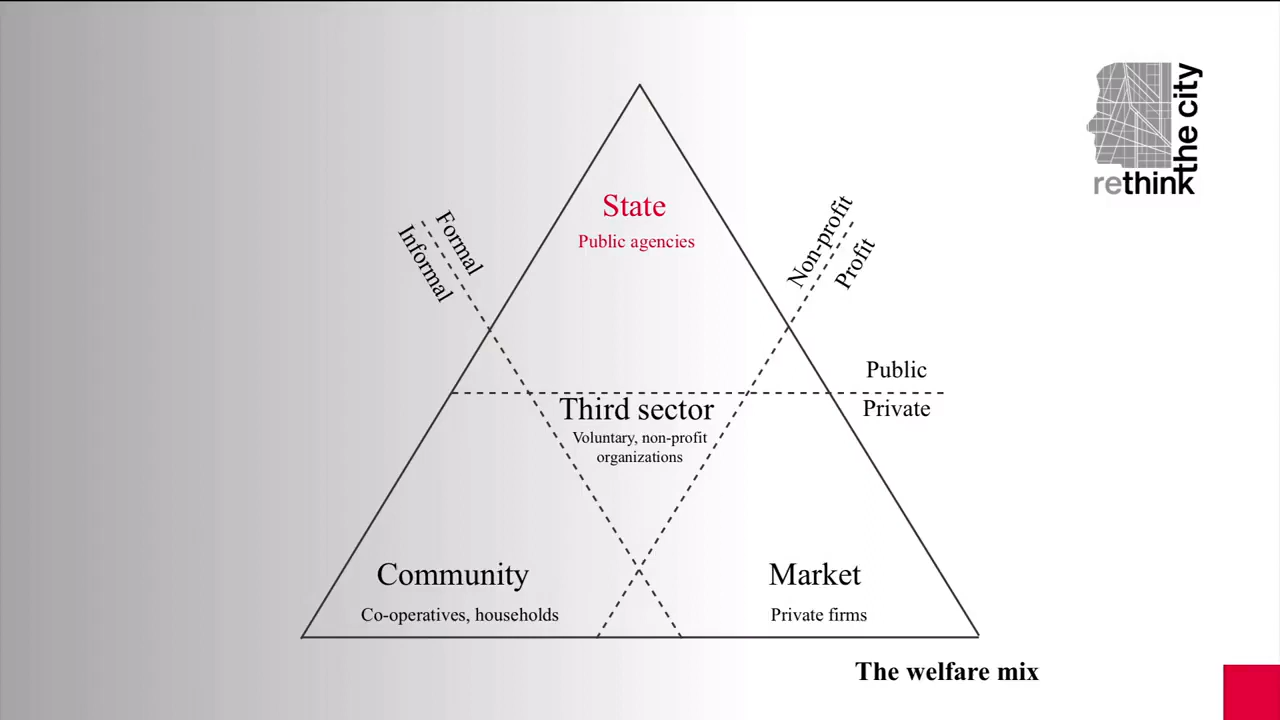 State
Public agencies
Formal
Informal
Non-profit
Profit
Public
Private
Third sector
Voluntary, non-profit
organizations
Community
Co-operatives, households
Market
Private firms
The welfare mix
rethink
the city